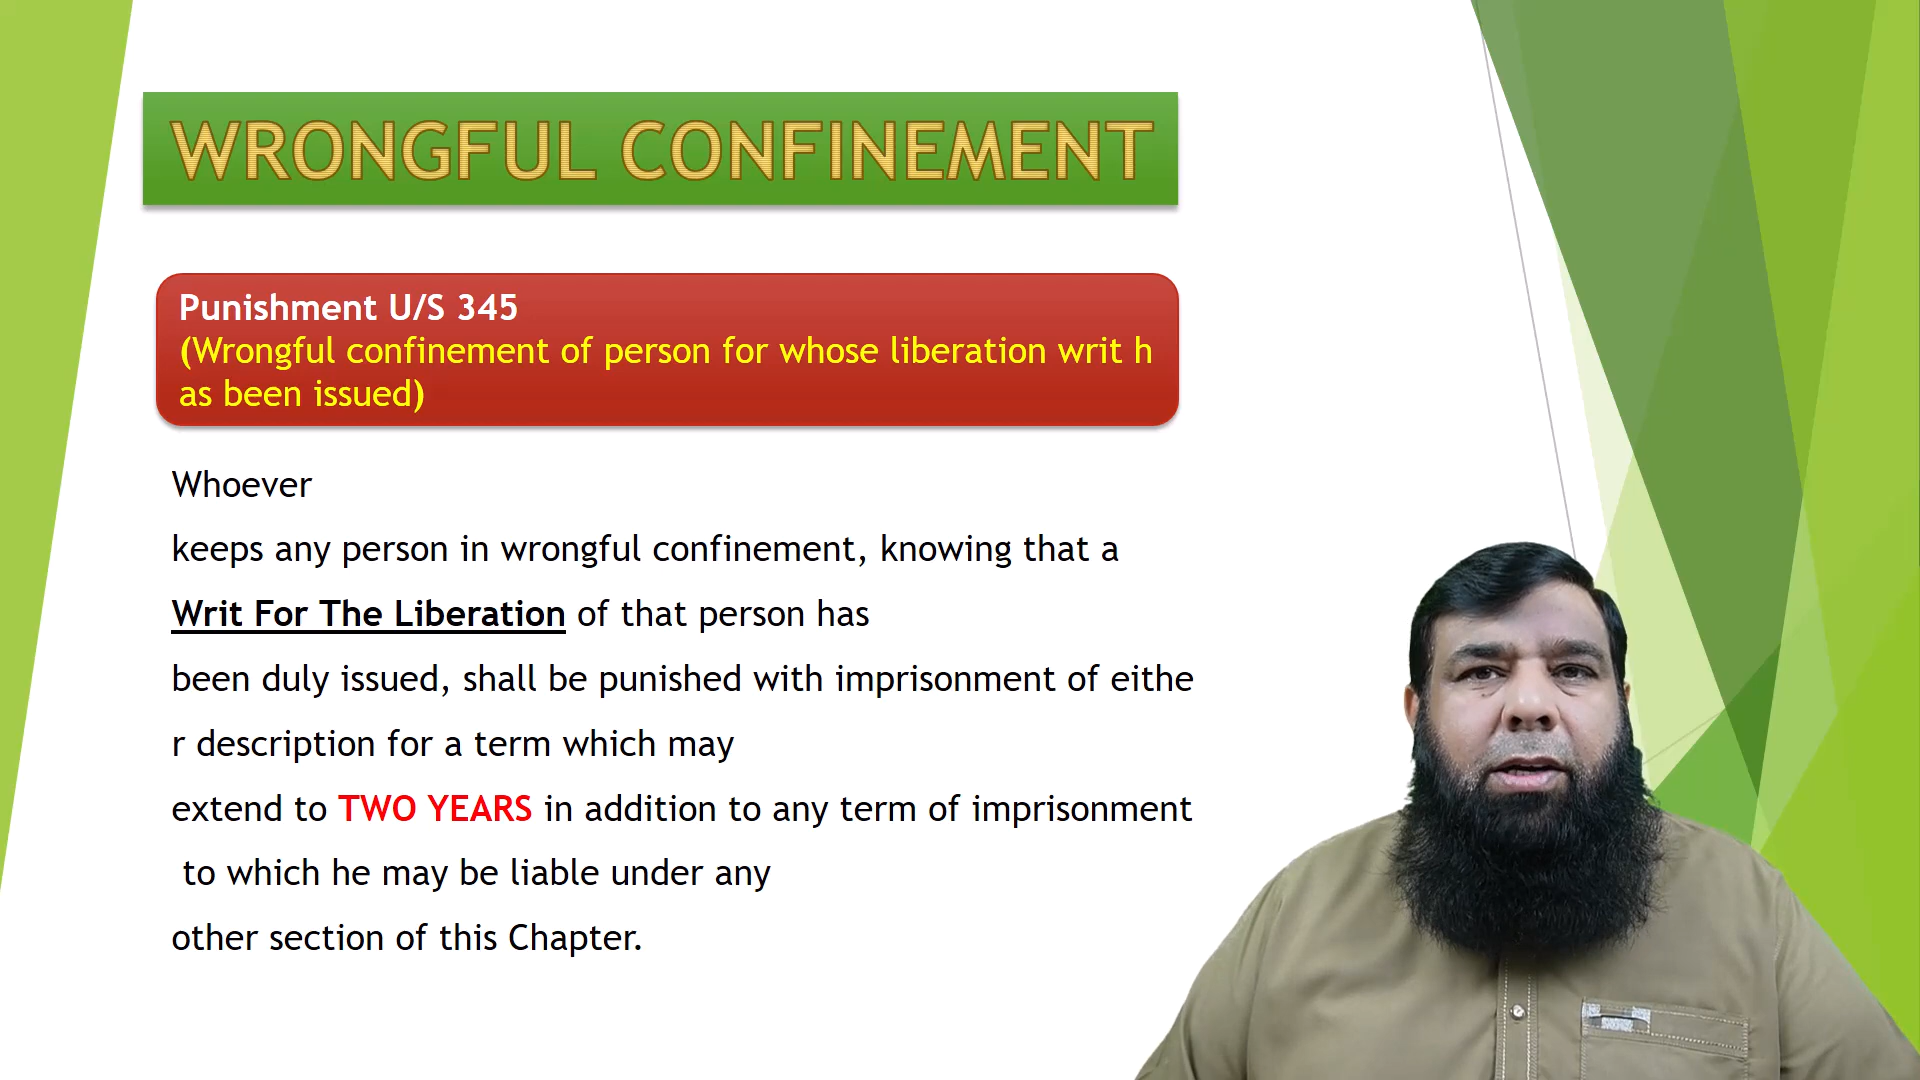 WRONGFUL CONFINEMENT
Punishment U/S 345
(Wrongful confinement of person for whose liberation writ h
as been issued)
Whoever
keeps any person in wrongful confinement, knowing that a
Writ For The Liberation of that person has
been duly issued, shall be punished with imprisonment of eithe
r description for a term which may
extend to TWO YEARS in addition to any term of imprisonment
to which he may be liable under any
other section of this Chapter.